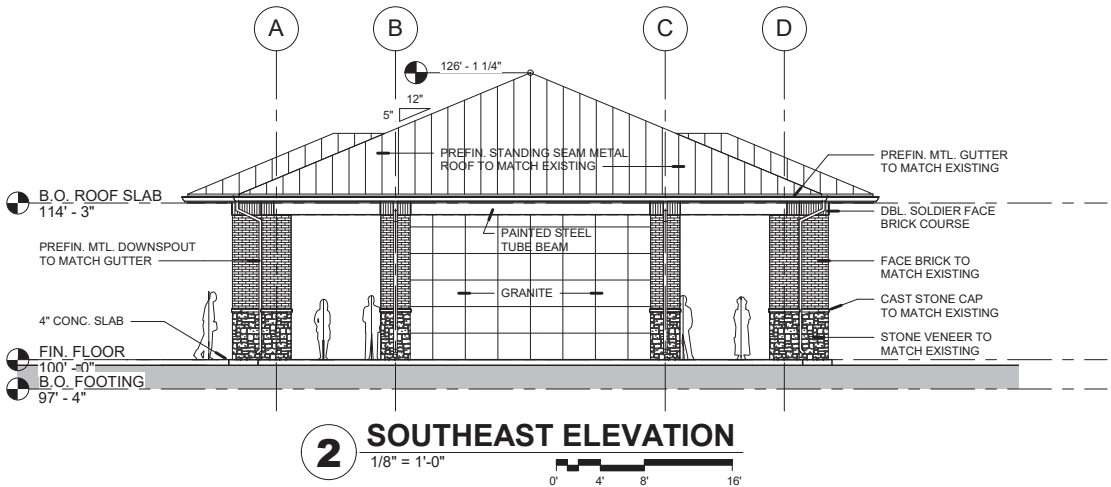 A B C D
126' - 1 1/4"
12"
5"
PREFIN. STANDING SEAM METAL
ROOF TO MATCH EXISTING
PREFIN. MTL. GUTTER
TO MATCH EXISTING
B.O. ROOF SLAB
114' - 3"
DBL. SOLDIER FACE
BRICK COURSE
PAINTED STEEL
TUBE BEAM
PREFIN. MTL. DOWNSPOUT
TO MATCH GUTTER
FACE BRICK TO
MATCH EXISTING
GRANITE
CAST STONE CAP
TO MATCH EXISTING
4" CONC. SLAB
STONE VENEER TO
MATCH EXISTING
FIN. FLOOR
100' - 0"
B.O. FOOTING
97' - 4"
2 SOUTHEAST ELEVATION
1/8" = 1'-0"
0' 4' 8' 16'